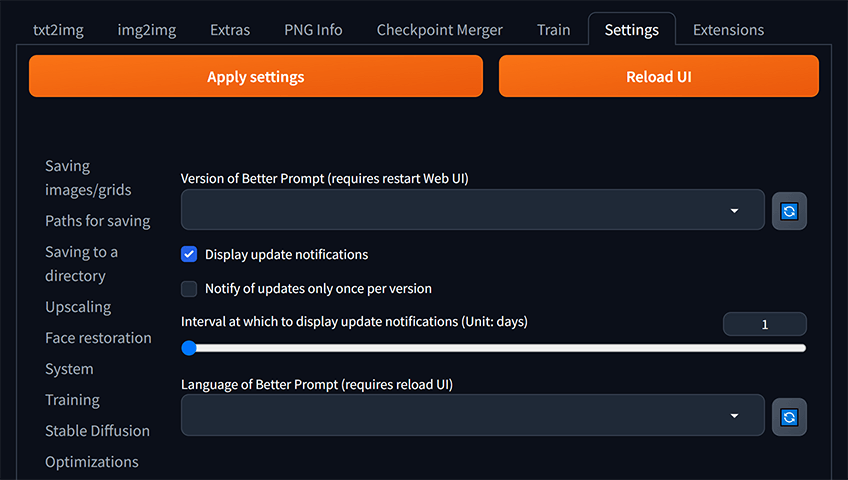 txt2img img2img Extras PNG Info Checkpoint Merger Train Settings Extensions
Apply settings Reload UI
Saving
images/grids
Paths for saving
Saving to a
directory
Upscaling
Face restoration
System
Training
Stable Diffusion
Optimizations
Version of Better Prompt (requires restart Web UI)
Display update notifications
Notify of updates only once per version
Interval at which to display update notifications (Unit: days) 1
Language of Better Prompt (requires reload UI)